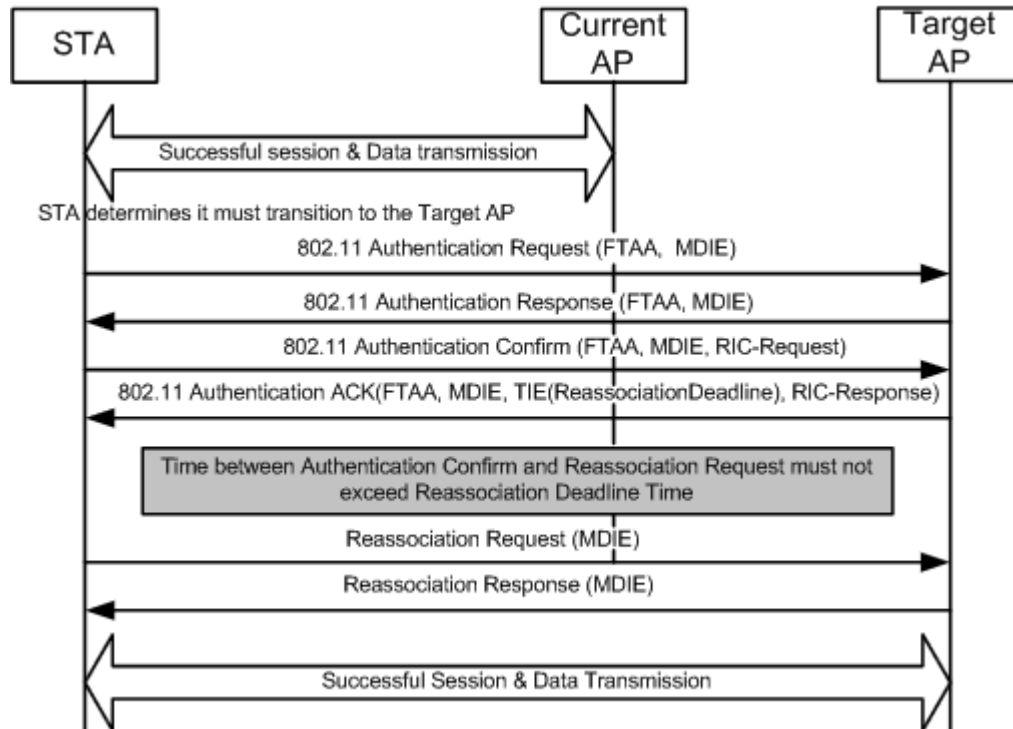 STA
Current
AP
Target
AP
Successful session & Data transmission
STA determines it must transition to the Target AP
802.11 Authentication Request (FTAA, MDIE)
802.11 Authentication Response (FTAA, MDIE)
802.11 Authentication Confirm (FTAA, MDIE, RIC-Request)
802.11 Authentication ACK(FTAA, MDIE, TIE(ReassociationDeadline), RIC-Response)
Time between Authentication Confirm and Reassociation Request must not
exceed Reassociation Deadline Time
Reassociation Request (MDIE)
Reassociation Response (MDIE)
Successful Session & Data Transmission